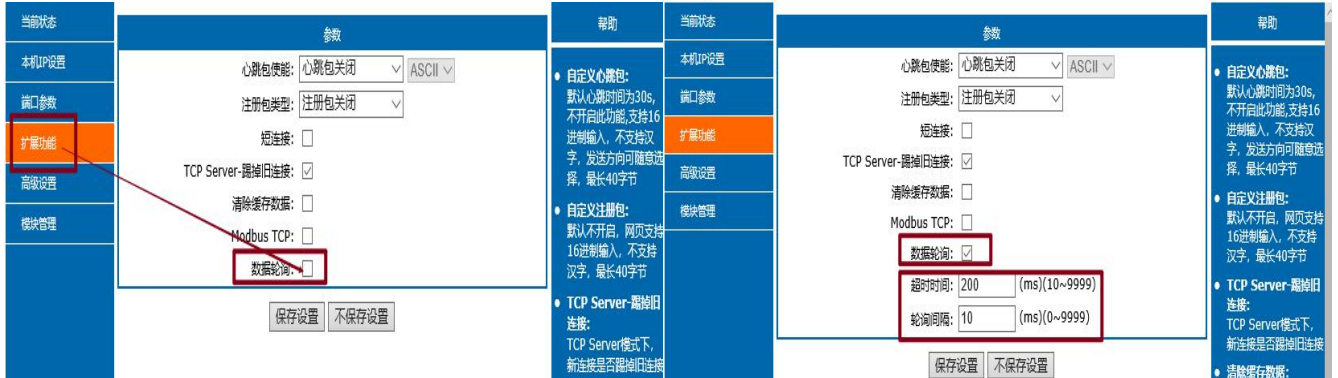 当前状态
本机IP设置
端口参数
扩展功能
高级设置
模块管理
参数
心跳包使能: 心跳包关闭 ASCII
注册包类型: 注册包关闭
短连接:
TCP Server-踢掉旧连接:
清除缓存数据:
Modbus TCP:
数据轮询:
保存设置 不保存设置
帮助
• 自定义心跳包:
默认心跳时间为30s,
不开启此功能,支持16
进制输入，不支持汉
字，发送方向可随意选
择，最长40字节
• 自定义注册包:
默认不开启，网页支持
16进制输入，不支持
汉字，最长40字节
• TCP Server-踢掉旧
连接:
TCP Server模式下，
新连接是否踢掉旧连接
当前状态
本机IP设置
端口参数
扩展功能
高级设置
模块管理
参数
心跳包使能: 心跳包关闭 ASCII
注册包类型: 注册包关闭
短连接:
TCP Server-踢掉旧连接:
清除缓存数据:
Modbus TCP:
数据轮询:
超时时间: 200 (ms)(10~9999)
轮询间隔: 10 (ms)(0~9999)
保存设置 不保存设置
帮助
• 自定义心跳包:
默认心跳时间为30s,
不开启此功能,支持16
进制输入，不支持汉
字，发送方向可随意选
择，最长40字节
• 自定义注册包:
默认不开启，网页支持
16进制输入，不支持
汉字，最长40字节
• TCP Server-踢掉旧
连接:
TCP Server模式下，
新连接是否踢掉旧连接
• 清除缓存数据: